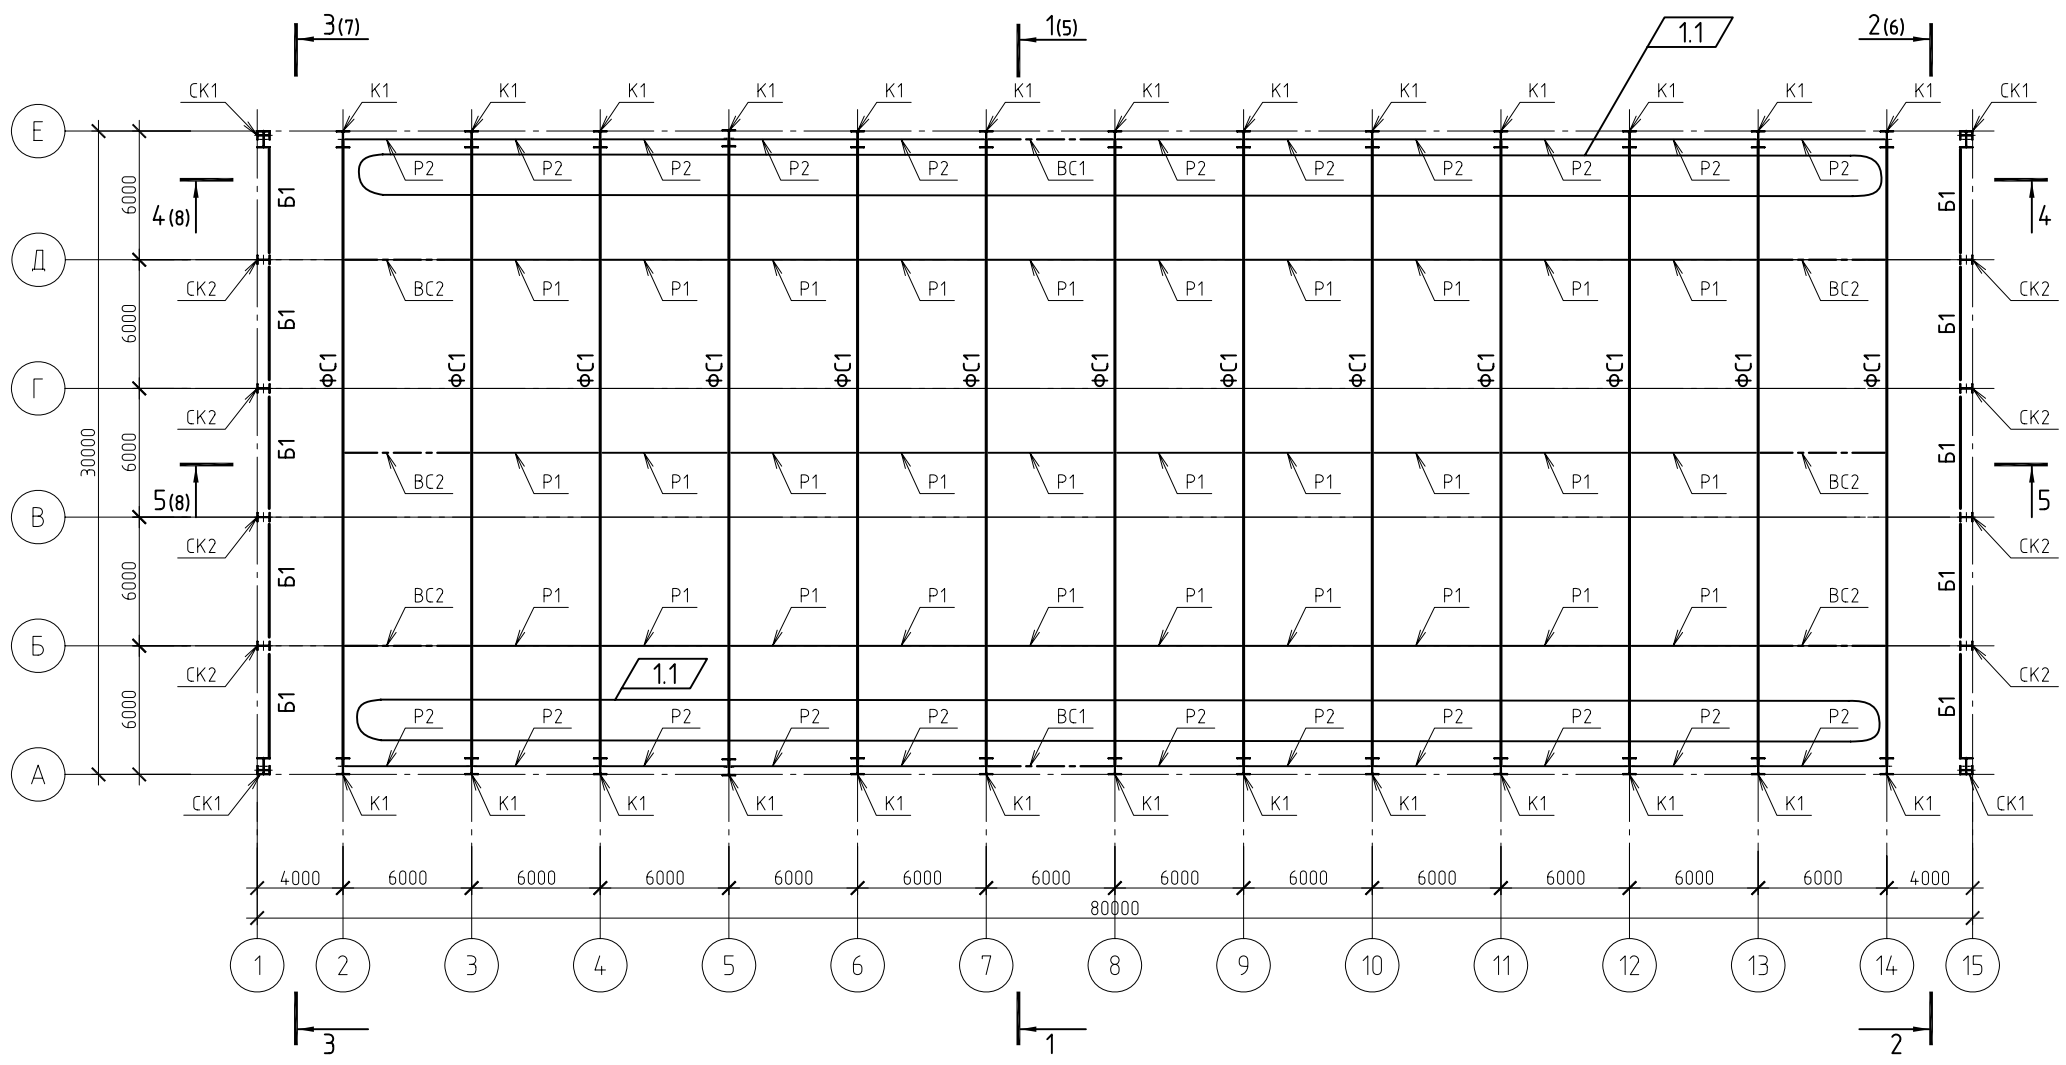 3(7) 1(5) 1.1 2(6)
СК1 К1 К1 К1 К1 К1 К1 К1 К1 К1 К1 К1 К1 К1 СК1
Е
Р2 Р2 Р2 Р2 Р2 ВС1 Р2 Р2 Р2 Р2 Р2 Р2
6000 Б1 Б1
4(8) 4
Д
СК2 ВС2 Р1 Р1 Р1 Р1 Р1 Р1 Р1 Р1 Р1 Р1 ВС2 СК2
6000 Б1 Б1
ФС1 ФС1 ФС1 ФС1 ФС1 ФС1 ФС1 ФС1 ФС1 ФС1 ФС1 ФС1 ФС1
Г
СК2 СК2
30000 6000 Б1 Б1
ВС2 Р1 Р1 Р1 Р1 Р1 Р1 Р1 Р1 Р1 Р1 ВС2
5(8) 5
В
СК2 СК2
6000 Б1 Б1
ВС2 Р1 Р1 Р1 Р1 Р1 Р1 Р1 Р1 Р1 Р1 ВС2
Б
СК2 1.1 СК2
6000 Б1 Б1
Р2 Р2 Р2 Р2 Р2 ВС1 Р2 Р2 Р2 Р2 Р2 Р2
А
СК1 К1 К1 К1 К1 К1 К1 К1 К1 К1 К1 К1 К1 К1 СК1
4000 6000 6000 6000 6000 6000 6000 6000 6000 6000 6000 6000 6000 4000
80000
1 2 3 4 5 6 7 8 9 10 11 12 13 14 15
3 1 2